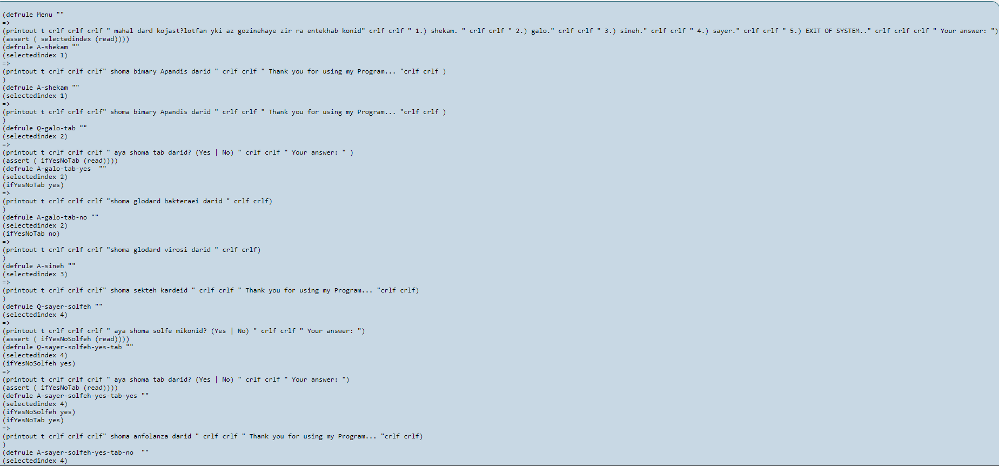 (defrule Menu ""
=>
(printout t crlf crlf crlf " mahal dard kojast?lotfan yki az gozinehaye zir ra entekhab konid" crlf crlf " 1.) shekam. " crlf crlf " 2.) galo." crlf crlf " 3.) sineh." crlf crlf " 4.) sayer." crlf crlf " 5.) EXIT OF SYSTEM.." crlf crlf crlf " Your answer: ")
(assert ( selectedindex (read))))
(defrule A-shekam ""
(selectedindex 1)
=>
(printout t crlf crlf crlf" shoma bimary Apandis darid " crlf crlf " Thank you for using my Program... "crlf crlf )
)
(defrule A-shekam ""
(selectedindex 1)
=>
(printout t crlf crlf crlf" shoma bimary Apandis darid " crlf crlf " Thank you for using my Program... "crlf crlf )
)
(defrule Q-galo-tab ""
(selectedindex 2)
=>
(printout t crlf crlf crlf " aya shoma tab darid? (Yes | No) " crlf crlf " Your answer: " )
(assert ( ifYesNoTab (read))))
(defrule A-galo-tab-yes  ""
(selectedindex 2)
(ifYesNoTab yes)
=>
(printout t crlf crlf crlf "shoma glodard bakteraei darid " crlf crlf)
)
(defrule A-galo-tab-no ""
(selectedindex 2)
(ifYesNoTab no)
=>
(printout t crlf crlf crlf "shoma glodard virosi darid " crlf crlf)
)
(defrule A-sineh ""
(selectedindex 3)
=>
(printout t crlf crlf crlf" shoma sekteh kardeid " crlf crlf " Thank you for using my Program... "crlf crlf)
)
(defrule Q-sayer-solfeh ""
(selectedindex 4)
=>
(printout t crlf crlf crlf " aya shoma solfe mikonid? (Yes | No) " crlf crlf " Your answer: ")
(assert ( ifYesNoSolfeh (read))))
(defrule Q-sayer-solfeh-yes-tab ""
(selectedindex 4)
(ifYesNoSolfeh yes)
=>
(printout t crlf crlf crlf " aya shoma tab darid? (Yes | No) " crlf crlf " Your answer: ")
(assert ( ifYesNoTab (read))))
(defrule A-sayer-solfeh-yes-tab-yes ""
(selectedindex 4)
(ifYesNoSolfeh yes)
(ifYesNoTab yes)
=>
(printout t crlf crlf crlf" shoma anfolanza darid " crlf crlf " Thank you for using my Program... "crlf crlf)
)
(defrule A-sayer-solfeh-yes-tab-no  ""
(selectedindex 4)